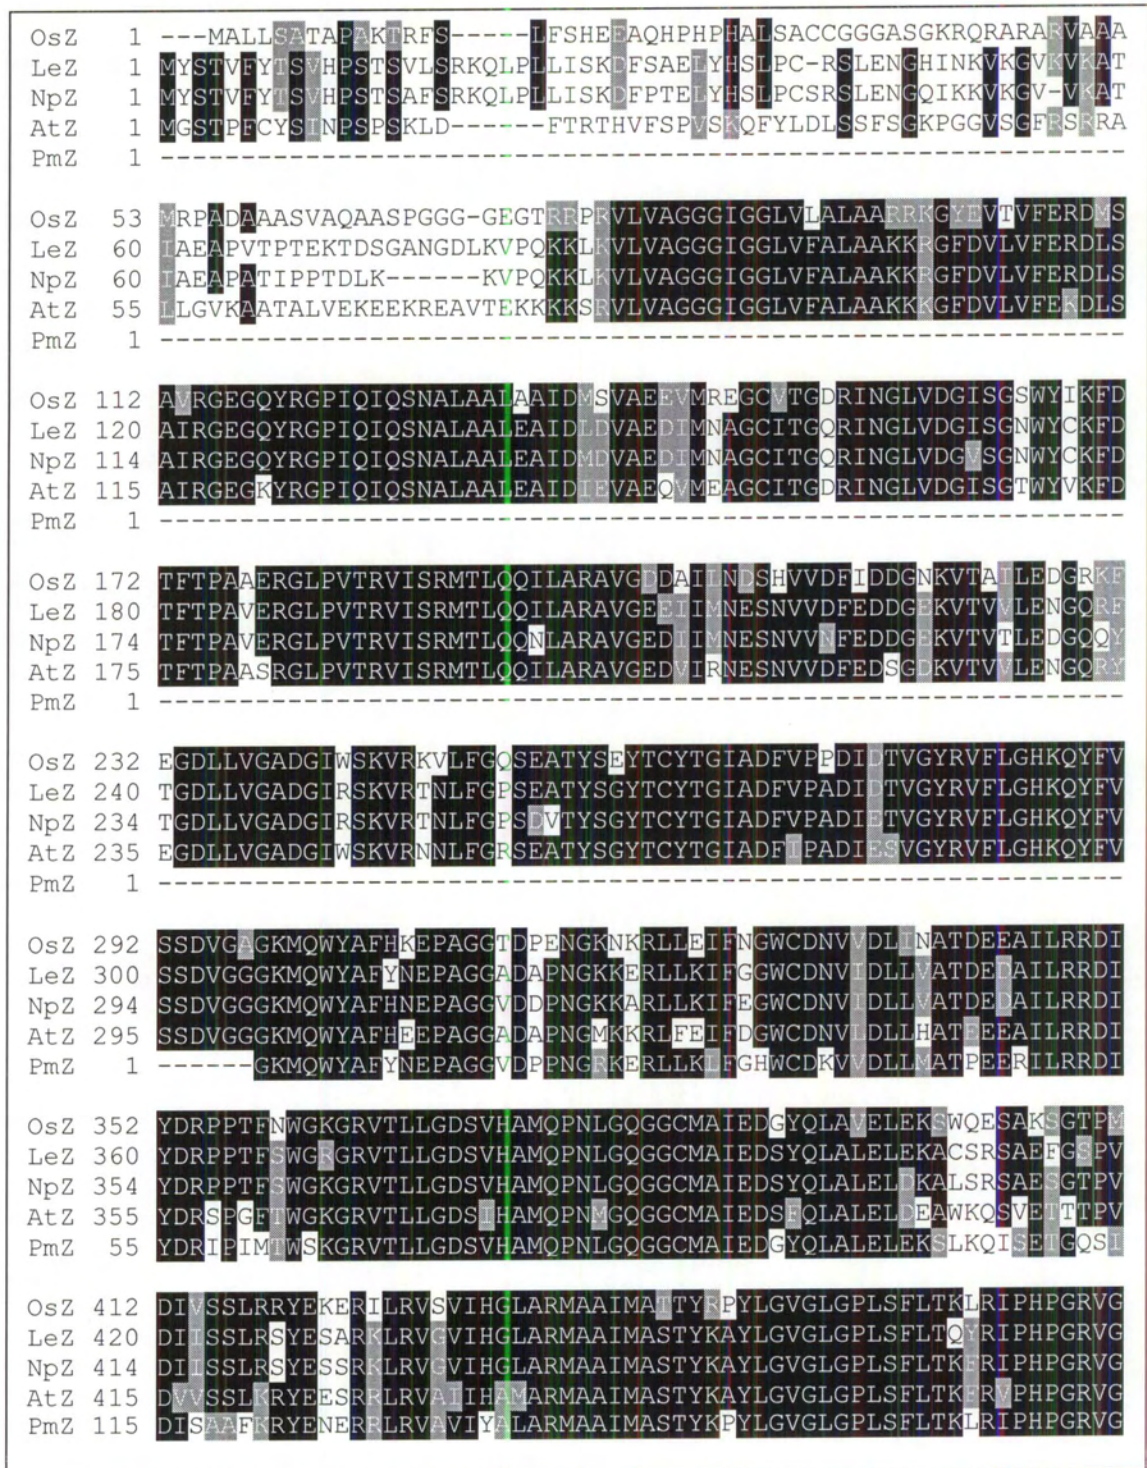 OsZ 1 ---MALLSATAPAKTRFS-----LFSHEEAQHPHPHALSACCGGGASGKRQRARARVAAA
LeZ 1 MYSTVFYTSVHPSTSVLSRKQLPLLISKDFSAELYHSLPC-RSLENGHINKVKGVKVKAT
NpZ 1 MYSTVFYTSVHPSTSAFSRKQLPLLISKDFPTELYHSLPCSRSLENGQIKKVKGV-VKAT
AtZ 1 MGSTPFCYSINPSPSKLD------FTRTHVFSPVSKQFYLDLSSFSGKPGGVSGFRSRRA
PmZ 1 ------------------------------------------------------------
OsZ 53 MRPADAAASVAQAASPGGG-GEGTRRPRVLVAGGGIGGLVLALAARRKGYEVTVFERDMS
LeZ 60 IAEAPVTPTEKTDSGANGDLKVPQKKLKVLVAGGGIGGLVFALAAKKRGFDVLVFERDLS
NpZ 60 IAEAPATIPPTDLK------KVPQKKLKVLVAGGGIGGLVFALAAKKRGFDVLVFERDLS
AtZ 55 LLGVKAATALVEKEEKREAVTEKKKKSRVLVAGGGIGGLVFALAAKKKGFDVLVFEKDLS
PmZ 1 ------------------------------------------------------------
OsZ 112 AVRGEGQYRGPIQIQSNALAALAAIDMSVAEEVMREGCVTGDRINGLVDGISGSWYIKFD
LeZ 120 AIRGEGQYRGPIQIQSNALAALEAIDLDVAEDIMNAGCITGQRINGLVDGISGNWYCKFD
NpZ 114 AIRGEGQYRGPIQIQSNALAALEAIDMDVAEDIMNAGCITGQRINGLVDGVSGNWYCKFD
AtZ 115 AIRGEGKYRGPIQIQSNALAALEAIDIEVAEQVMEAGCITGDRINGLVDGISGTWYVKFD
PmZ 1 ------------------------------------------------------------
OsZ 172 TFTPAAERGLPVTRVISRMTLQQILARAVGDDAILNDSHVVDFIDDGNKVTAILEDGRKF
LeZ 180 TFTPAVERGLPVTRVISRMTLQQILARAVGEEIIMNESNVVDFEDDGEKVTVVLENGQRF
NpZ 174 TFTPAVERGLPVTRVISRMTLQQNLARAVGEDIIMNESNVVNFEDDGEKVTVTLEDGQQY
AtZ 175 TFTPAASRGLPVTRVISRMTLQQILARAVGEDVIRNESNVVDFEDSGDKVTVVLENGQRY
PmZ 1 ------------------------------------------------------------
OsZ 232 EGDLLVGADGIWSKVRKVLFGQSEATYSEYTCYTGIADFVPPDIDTVGYRVFLGHKQYFV
LeZ 240 TGDLLVGADGIRSKVRTNLFGPSEATYSGYTCYTGIADFVPADIDTVGYRVFLGHKQYFV
NpZ 234 TGDLLVGADGIRSKVRTNLFGPSDVTYSGYTCYTGIADFVPADIETVGYRVFLGHKQYFV
AtZ 235 EGDLLVGADGIWSKVRNNLFGRSEATYSGYTCYTGIADFIPADIESVGYRVFLGHKQYFV
PmZ 1 ------------------------------------------------------------
OsZ 292 SSDVGAGKMQWYAFHKEPAGGTDPENGKNKRLLEIFNGWCDNVVDLINATDEEAILRRDI
LeZ 300 SSDVGGGKMQWYAFYNEPAGGADAPNGKKERLLKIFGGWCDNVIDLLVATDEDAILRRDI
NpZ 294 SSDVGGGKMQWYAFHNEPAGGVDDPNGKKARLLKIFEGWCDNVIDLLVATDEDAILRRDI
AtZ 295 SSDVGGGKMQWYAFHEEPAGGADAPNGMKKRLFEIFDGWCDNVLDLLHATEEEAILRRDI
PmZ 1 ------GKMQWYAFYNEPAGGVDPPNGRKERLLKLFGHWCDKVVDLLMATPEERILRRDI
OsZ 352 YDRPPTFNWGKGRVTLLGDSVHAMQPNLGQGGCMAIEDGYQLAVELEKSWQESAKSGTPM
LeZ 360 YDRPPTFSWGRGRVTLLGDSVHAMQPNLGQGGCMAIEDSYQLALELEKACSRSAEFGSPV
NpZ 354 YDRPPTFSWGKGRVTLLGDSVHAMQPNLGQGGCMAIEDSYQLALELDKALSRSAESGTPV
AtZ 355 YDRSPGFTWGKGRVTLLGDSIHAMQPNMGQGGCMAIEDSFQLALELDEAWKQSVETTTPV
PmZ 55 YDRIPIMTWSKGRVTLLGDSVHAMQPNLGQGGCMAIEDGYQLALELEKSLKQISETGQSI
OsZ 412 DIVSSLRRYEKERILRVSVIHGLARMAAIMATTYRPYLGVGLGPLSFLTKLRIPHPGRVG
LeZ 420 DIISSLRSYESARKLRVGVIHGLARMAAIMASTYKAYLGVGLGPLSFLTQYRIPHPGRVG
NpZ 414 DIISSLRSYESSRKLRVGVIHGLARMAAIMASTYKAYLGVGLGPLSFLTKFRIPHPGRVG
AtZ 415 DVVSSLKRYEESRRLRVAIIHAMARMAAIMASTYKAYLGVGLGPLSFLTKFRVPHPGRVG
PmZ 115 DISAAFKRYENERRLRVAVIYALARMAAIMASTYKPYLGVGLGPLSFLTKLRIPHPGRVG